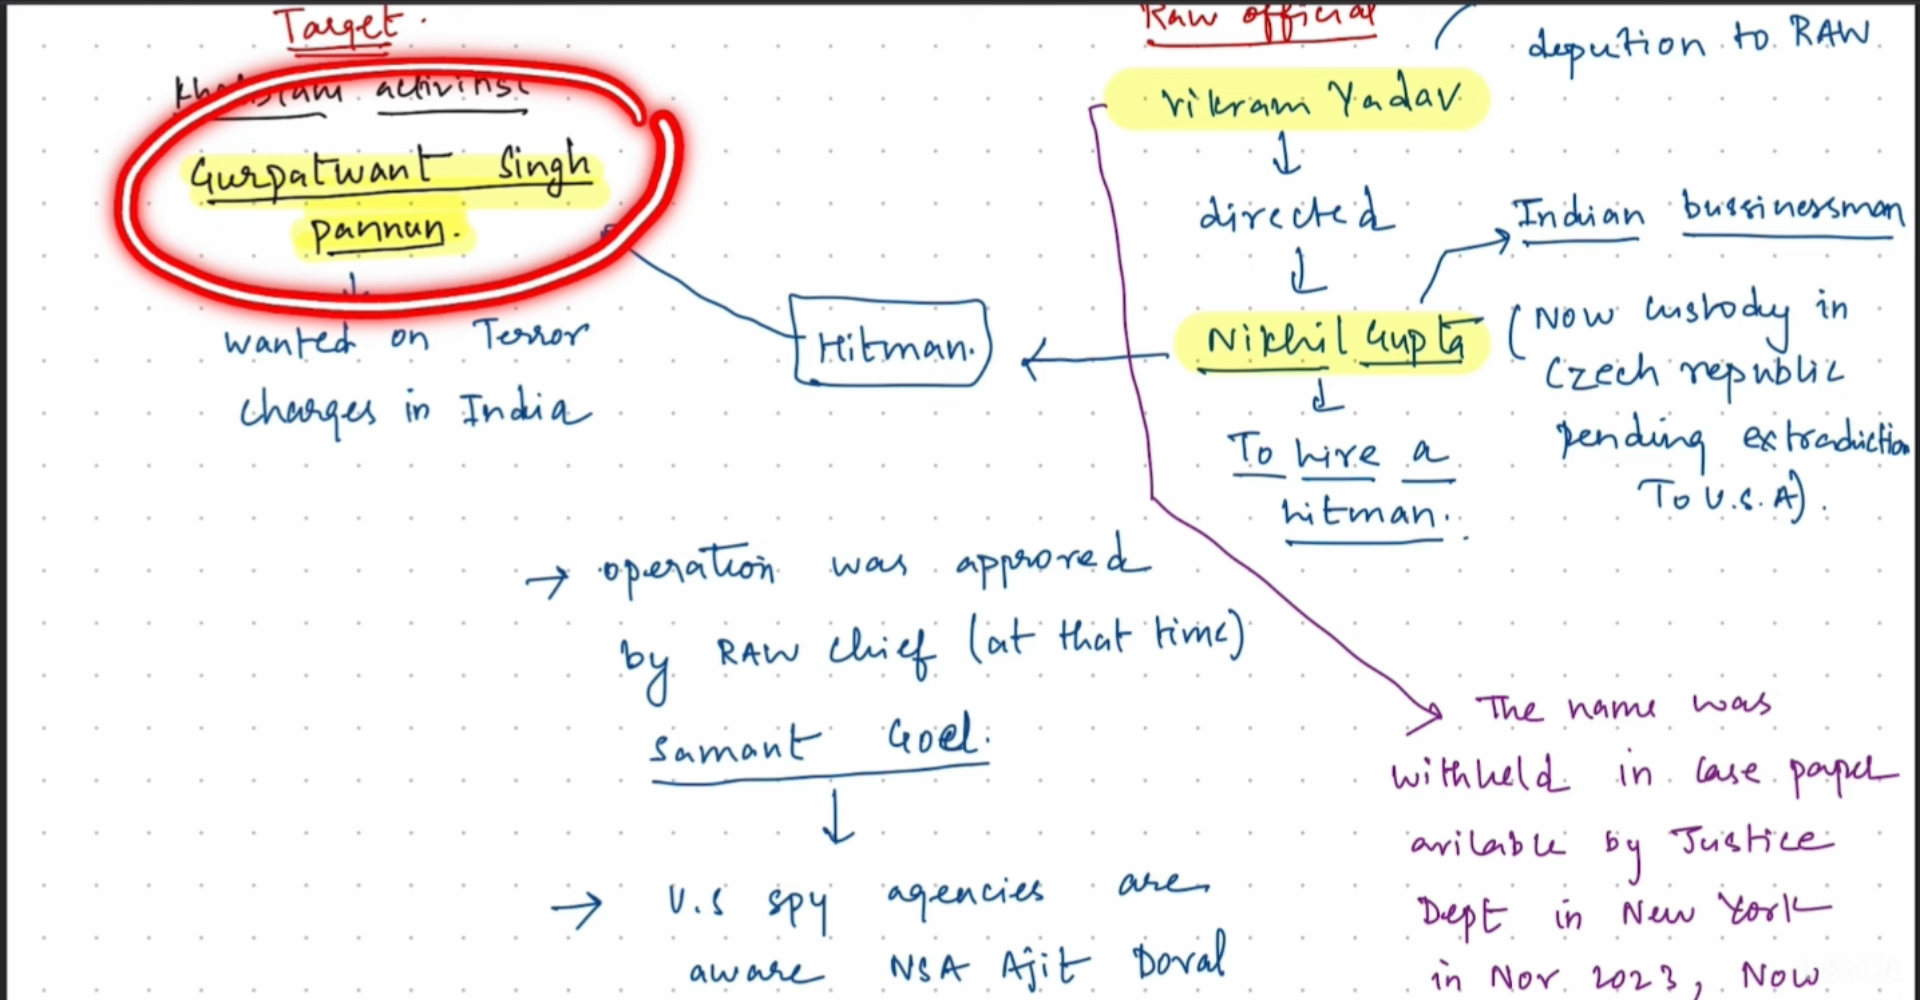 Target.
Khalistani activinst
Gurpatwant Singh
pannun.
wanted on Terror
charges in India
Hitman.
Raw official
depution to RAW
vikram Yadav
directed
Indian bussinessman
Nikhil Gupta
(Now custody in
Czech republic
pending extradiction
To U.S.A).
To hire a
hitman.
→ operation was approved
by RAW chief (at that time)
Samant Goel.
→ U.S spy agencies are
aware NSA Ajit Doval
The name was
withheld in case paper
avilable by Justice
Dept in New York
in Nov 2023, Now